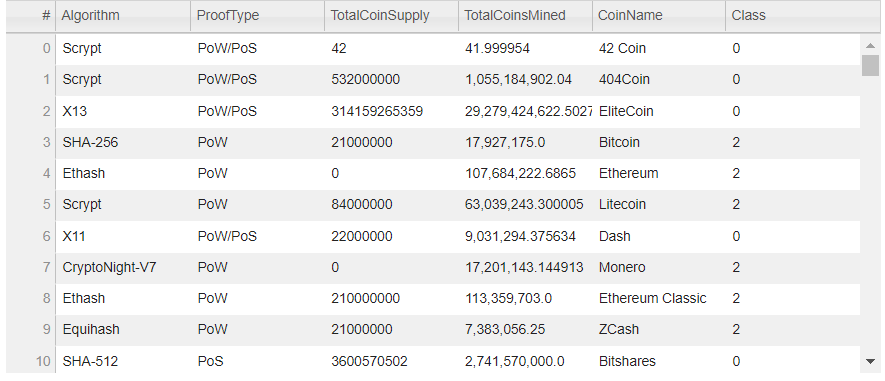 # Algorithm ProofType TotalCoinSupply TotalCoinsMined CoinName Class
0 Scrypt PoW/PoS 42 41.999954 42 Coin 0
1 Scrypt PoW/PoS 532000000 1,055,184,902.04 404Coin 0
2 X13 PoW/PoS 314159265359 29,279,424,622.5027 EliteCoin 0
3 SHA-256 PoW 21000000 17,927,175.0 Bitcoin 2
4 Ethash PoW 0 107,684,222.6865 Ethereum 2
5 Scrypt PoW 84000000 63,039,243.300005 Litecoin 2
6 X11 PoW/PoS 22000000 9,031,294.375634 Dash 0
7 CryptoNight-V7 PoW 0 17,201,143.144913 Monero 2
8 Ethash PoW 210000000 113,359,703.0 Ethereum Classic 2
9 Equihash PoW 21000000 7,383,056.25 ZCash 2
10 SHA-512 PoS 3600570502 2,741,570,000.0 Bitshares 0